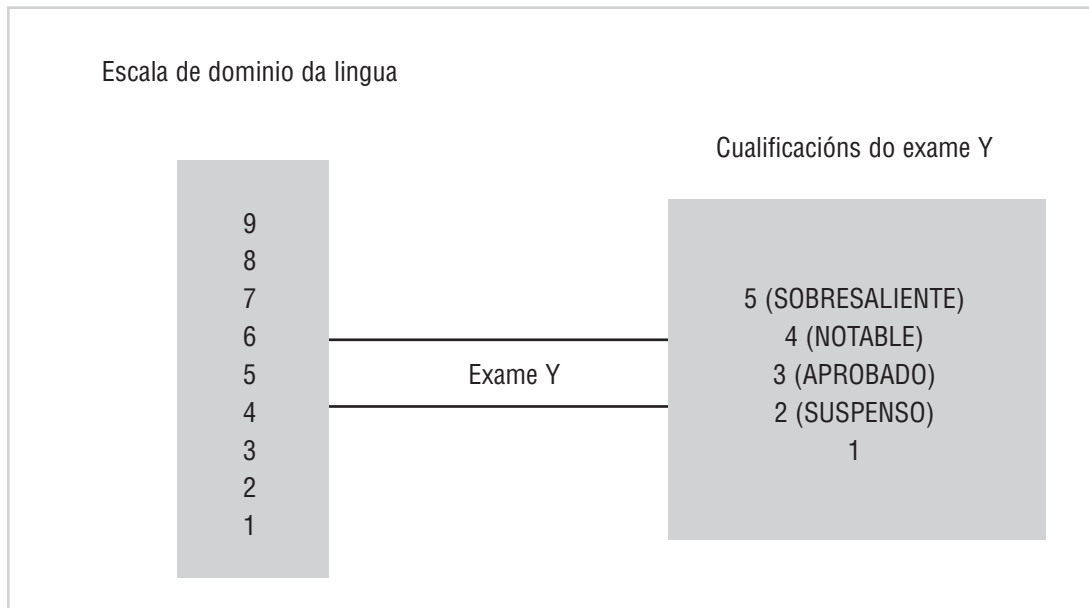 Escala de dominio da lingua
Cualificacións do exame Y
9
8
7
6
5
4
3
2
1
Exame Y
5 (SOBRESALIENTE)
4 (NOTABLE)
3 (APROBADO)
2 (SUSPENSO)
1